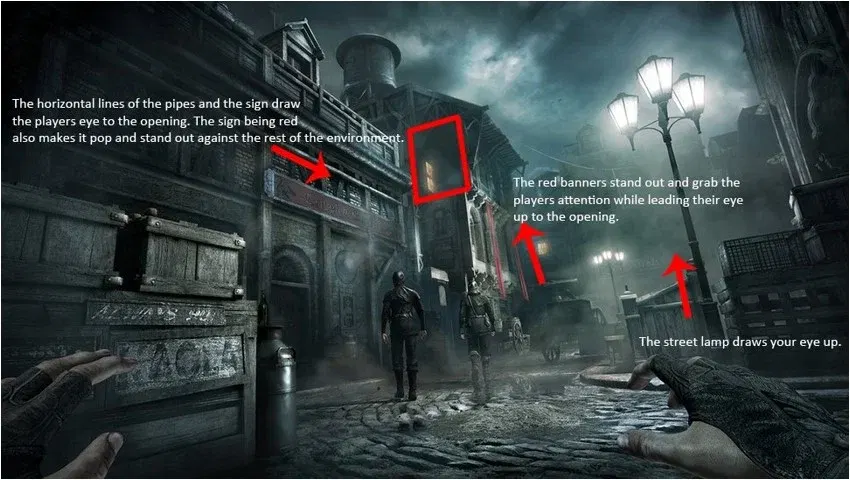 The horizontal lines of the pipes and the sign draw
the players eye to the opening. The sign being red
also makes it pop and stand out against the rest of the environment.
The red banners stand out and grab the
players attention while leading their eye
up to the opening.
The street lamp draws your eye up.